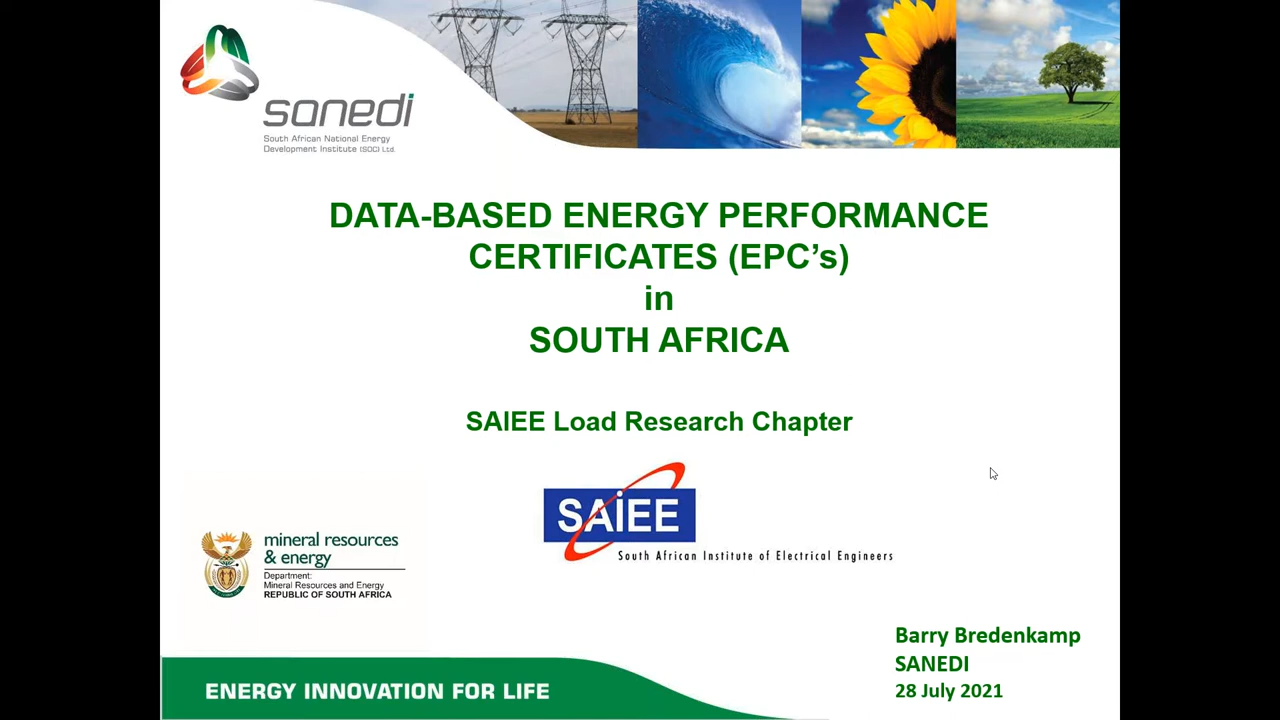 sanedi
South African National Energy
Development Institute (SOC) Ltd.
DATA-BASED ENERGY PERFORMANCE
CERTIFICATES (EPC’s)
in
SOUTH AFRICA
SAIEE Load Research Chapter
SAiEE
South African Institute of Electrical Engineers
mineral resources
& energy
Department:
Mineral Resources and Energy
REPUBLIC OF SOUTH AFRICA
Barry Bredenkamp
SANEDI
28 July 2021
ENERGY INNOVATION FOR LIFE